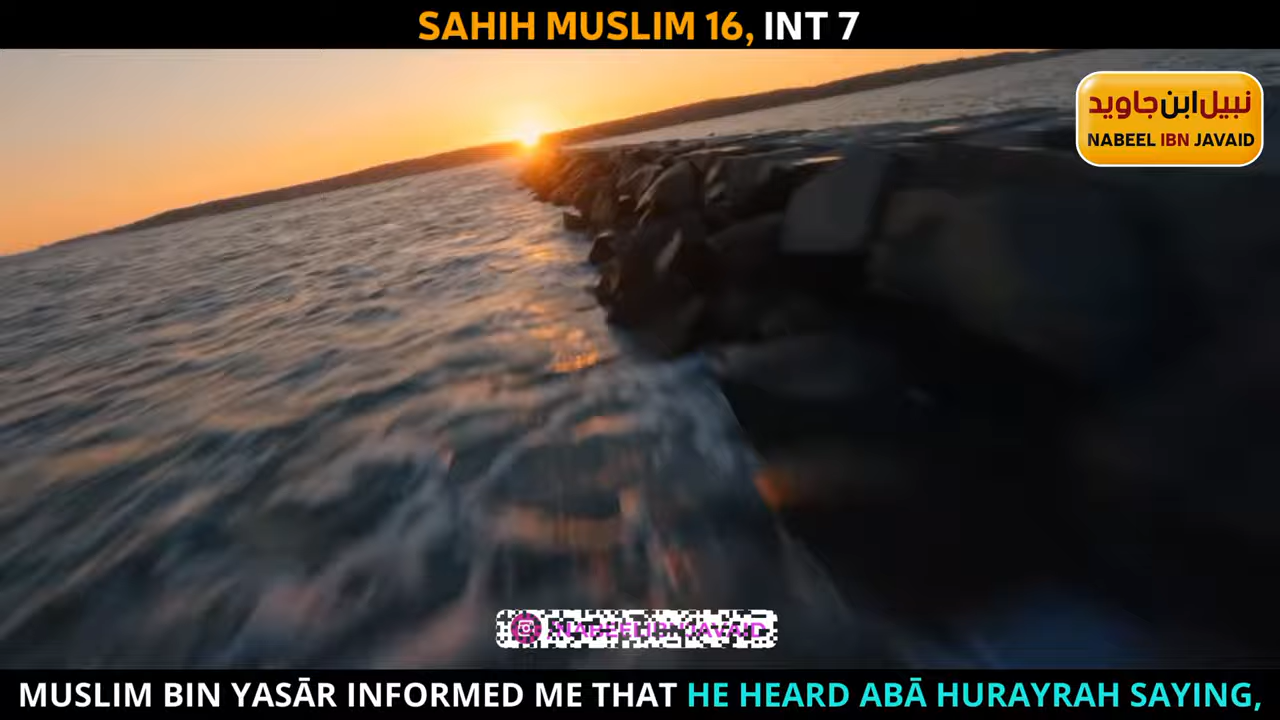 SAHIH MUSLIM 16, INT 7
نبيل ابن جاويد
NABEEL IBN JAVAID
MUSLIM BIN YASĀR INFORMED ME THAT HE HEARD ABĀ HURAYRAH SAYING,